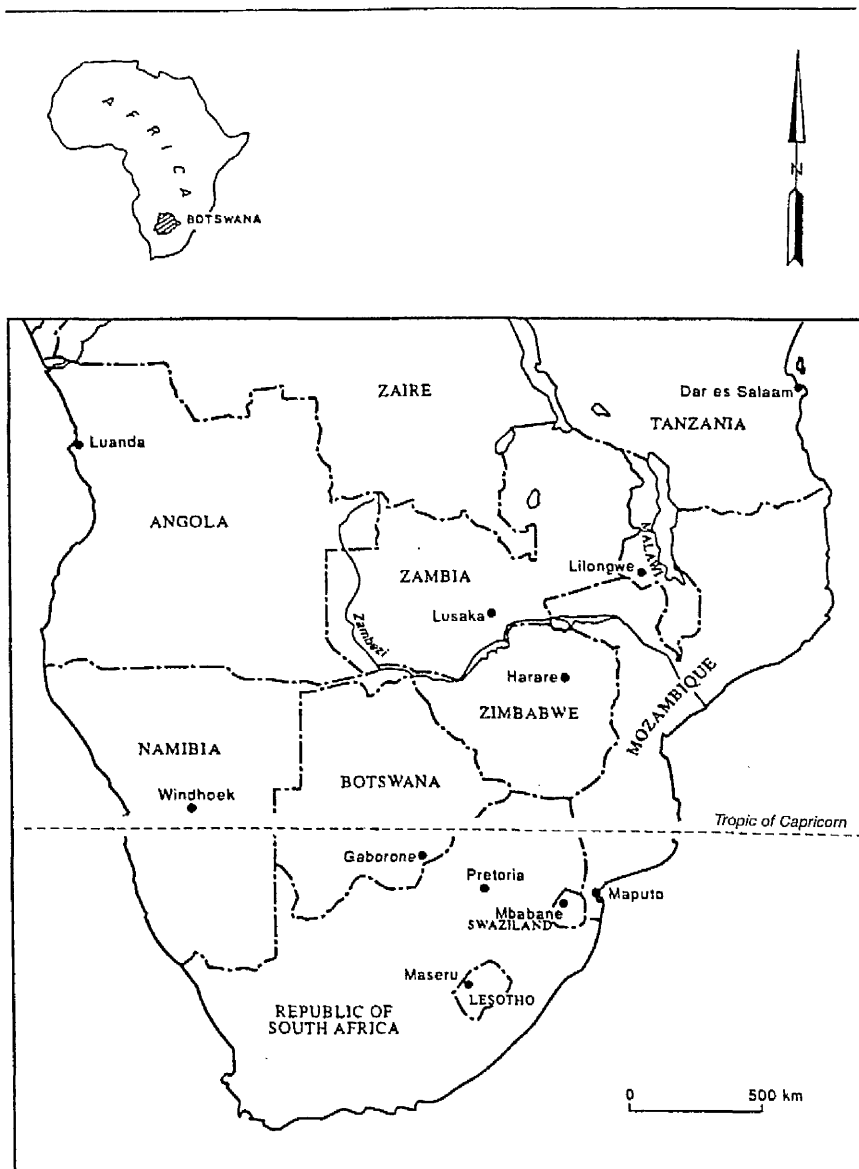 AFRICA
BOTSWANA
N
ZAIRE
Dar es Salaam
TANZANIA
Luanda
ANGOLA
MALAWI
Lilongwe
ZAMBIA
Lusaka
Zambezi
Harare
ZIMBABWE
MOZAMBIQUE
NAMIBIA
BOTSWANA
Windhoek
Tropic of Capricorn
Gaborone
Pretoria
Maputo
Mbabane
SWAZILAND
Maseru
LESOTHO
REPUBLIC OF
SOUTH AFRICA
0 500 km